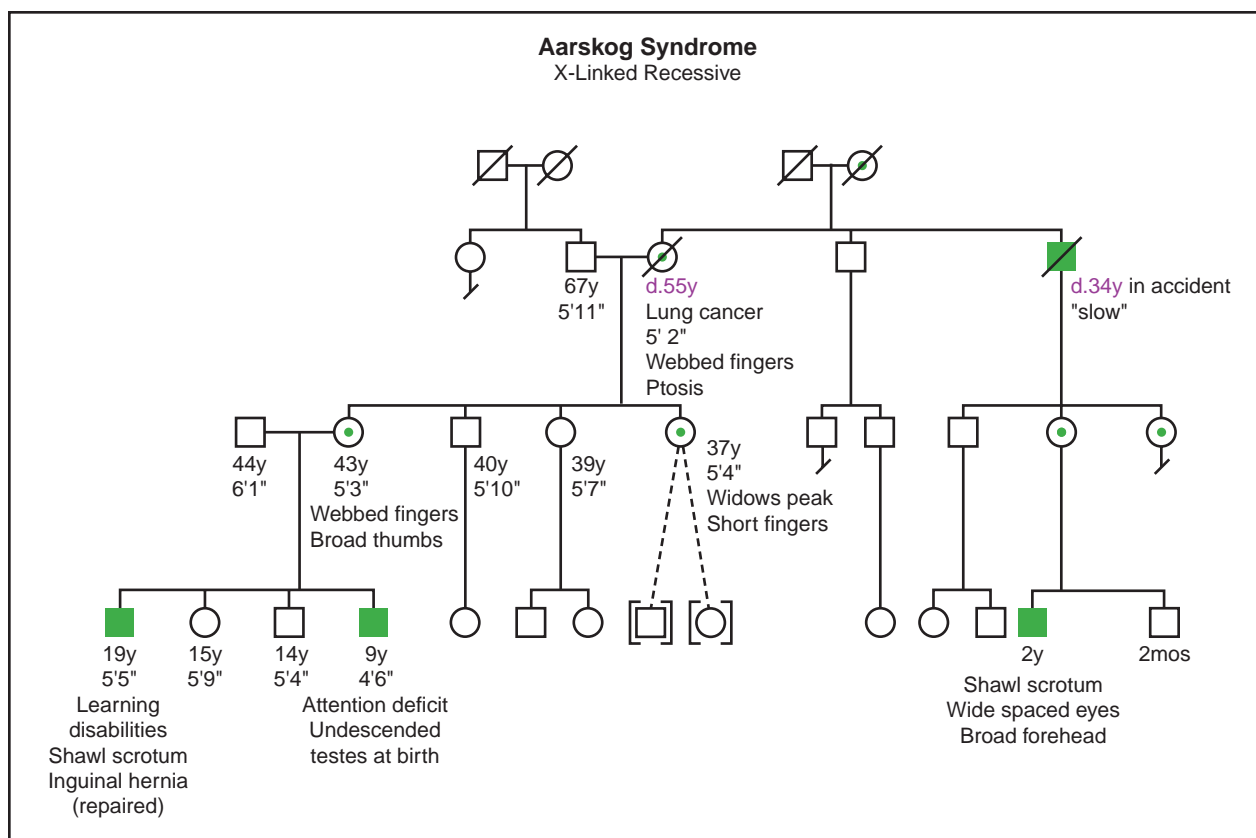 Aarskog Syndrome
X-Linked Recessive
67y
5'11"
d.55y
Lung cancer
5' 2"
Webbed fingers
Ptosis
d.34y in accident
"slow"
44y
6'1"
43y
5'3"
Webbed fingers
Broad thumbs
40y
5'10"
39y
5'7"
37y
5'4"
Widows peak
Short fingers
19y
5'5"
Learning
disabilities
Shawl scrotum
Inguinal hernia
(repaired)
15y
5'9"
14y
5'4"
9y
4'6"
Attention deficit
Undescended
testes at birth
2y
Shawl scrotum
Wide spaced eyes
Broad forehead
2mos